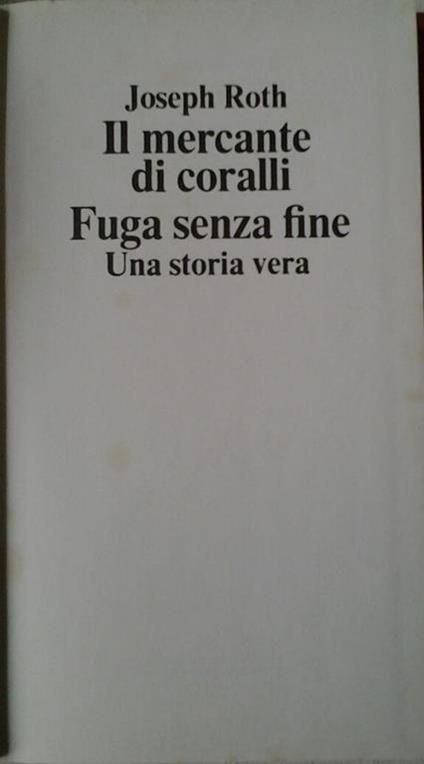 Joseph Roth
Il mercante
di coralli
Fuga senza fine
Una storia vera